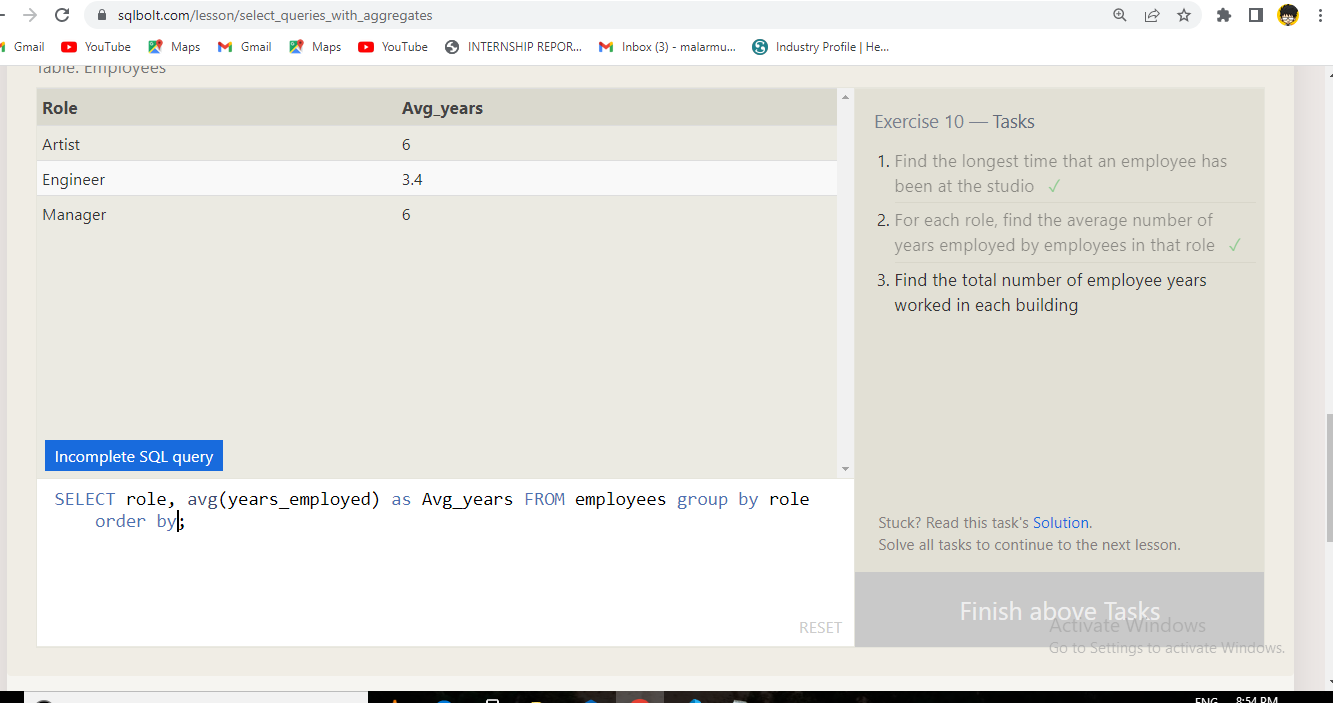 sqlbolt.com/lesson/select_queries_with_aggregates
Gmail YouTube Maps Gmail Maps YouTube INTERNSHIP REPOR... Inbox (3) - malarmu... Industry Profile | He...
Table: Employees
Role Avg_years
Artist 6
Engineer 3.4
Manager 6
Incomplete SQL query
SELECT role, avg(years_employed) as Avg_years FROM employees group by role
order by;
RESET
Exercise 10 — Tasks
1. Find the longest time that an employee has
been at the studio ✓
2. For each role, find the average number of
years employed by employees in that role ✓
3. Find the total number of employee years
worked in each building
Stuck? Read this task's Solution.
Solve all tasks to continue to the next lesson.
Finish above Tasks
Activate Windows
Go to Settings to activate Windows.
ENG 8:54 PM